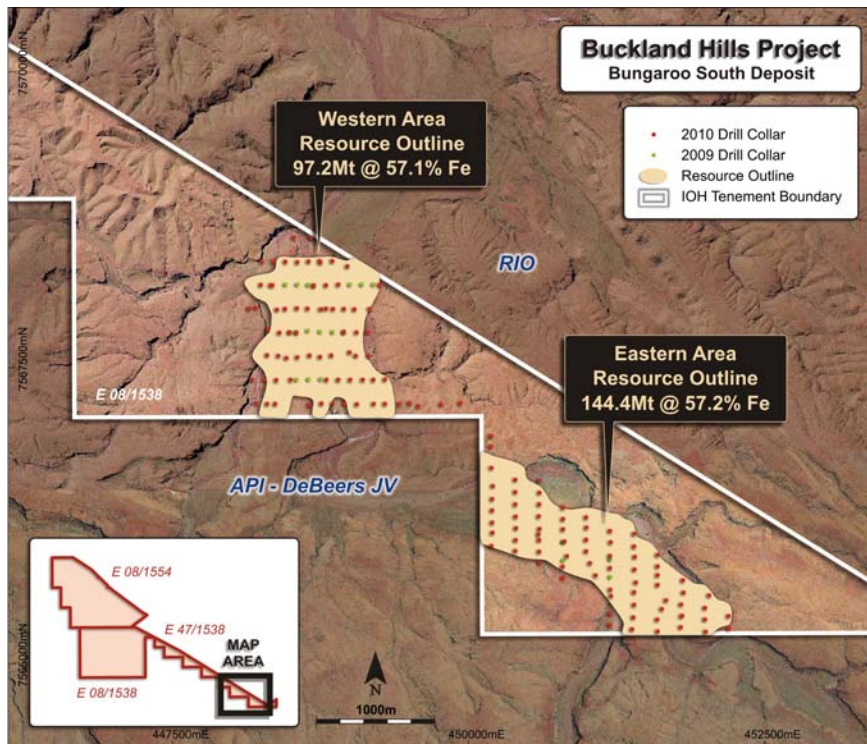 Buckland Hills Project
Bungaroo South Deposit
2010 Drill Collar
2009 Drill Collar
Resource Outline
IOH Tenement Boundary
7570000mN
Western Area
Resource Outline
97.2Mt @ 57.1% Fe
RIO
7567500mN
Eastern Area
Resource Outline
144.4Mt @ 57.2% Fe
E 08/1538
API - DeBeers JV
E 08/1554
E 47/1538
MAP
AREA
E 08/1538
7565000mN
N
1000m
447500mE
450000mE
452500mE